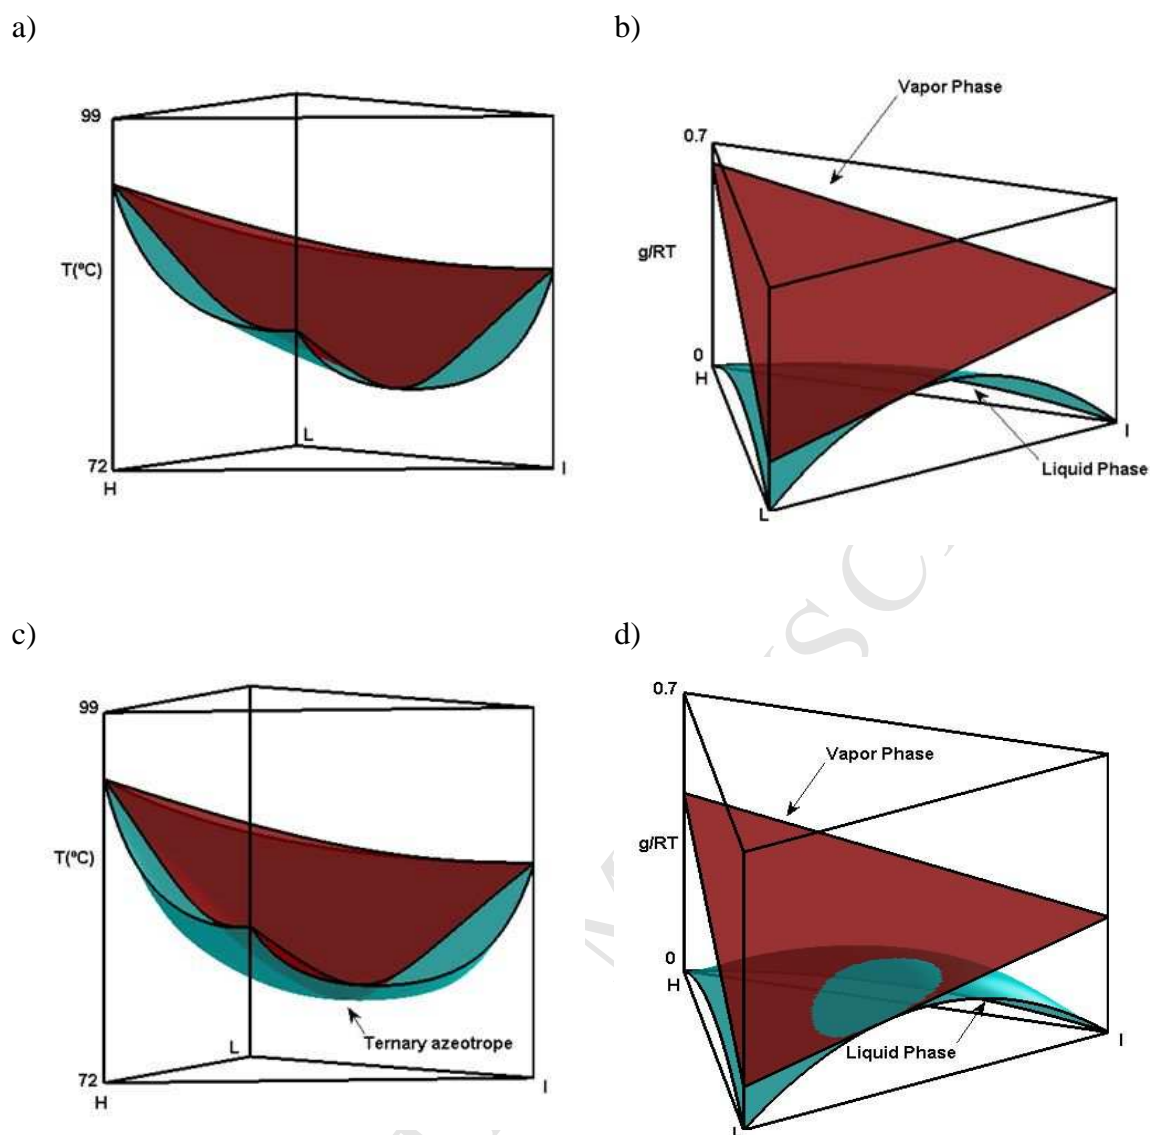 a)
99
T(ºC)
72
H
L
I
b)
Vapor Phase
0.7
g/RT
0
H
L
I
Liquid Phase
c)
99
T(ºC)
72
H
L
I
Ternary azeotrope
d)
0.7
Vapor Phase
g/RT
0
H
L
I
Liquid Phase